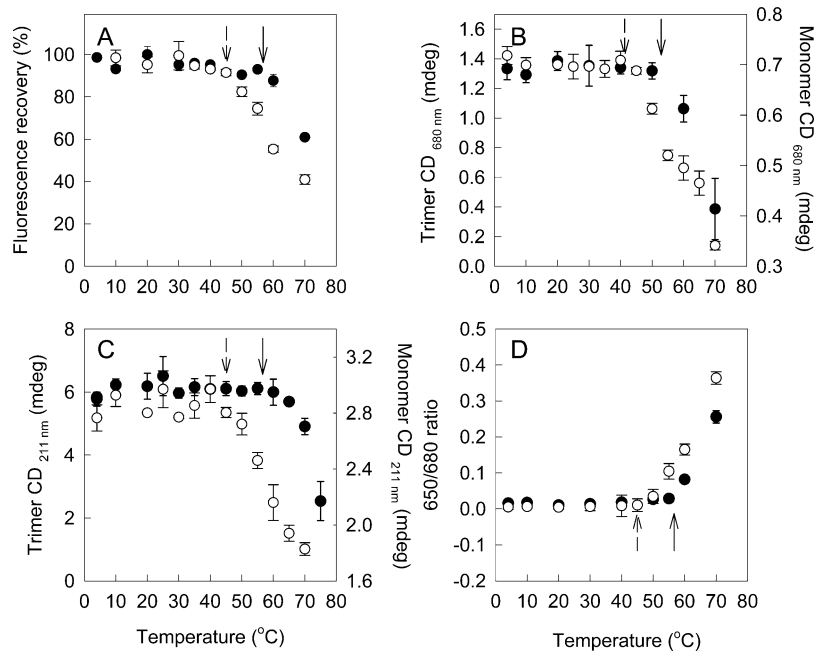 A
Fluorescence recovery (%)
0 20 40 60 80 100
0 10 20 30 40 50 60 70 80
B
Trimer CD 680 nm (mdeg)
0.0 0.2 0.4 0.6 0.8 1.0 1.2 1.4 1.6
Monomer CD 680 nm (mdeg)
0.3 0.4 0.5 0.6 0.7 0.8
0 10 20 30 40 50 60 70 80
C
Trimer CD 211 nm (mdeg)
0 2 4 6 8
Monomer CD 211 nm (mdeg)
1.6 2.0 2.4 2.8 3.2
0 10 20 30 40 50 60 70 80
Temperature (°C)
D
650/680 ratio
-0.2 -0.1 0.0 0.1 0.2 0.3 0.4 0.5
0 10 20 30 40 50 60 70 80
Temperature (°C)